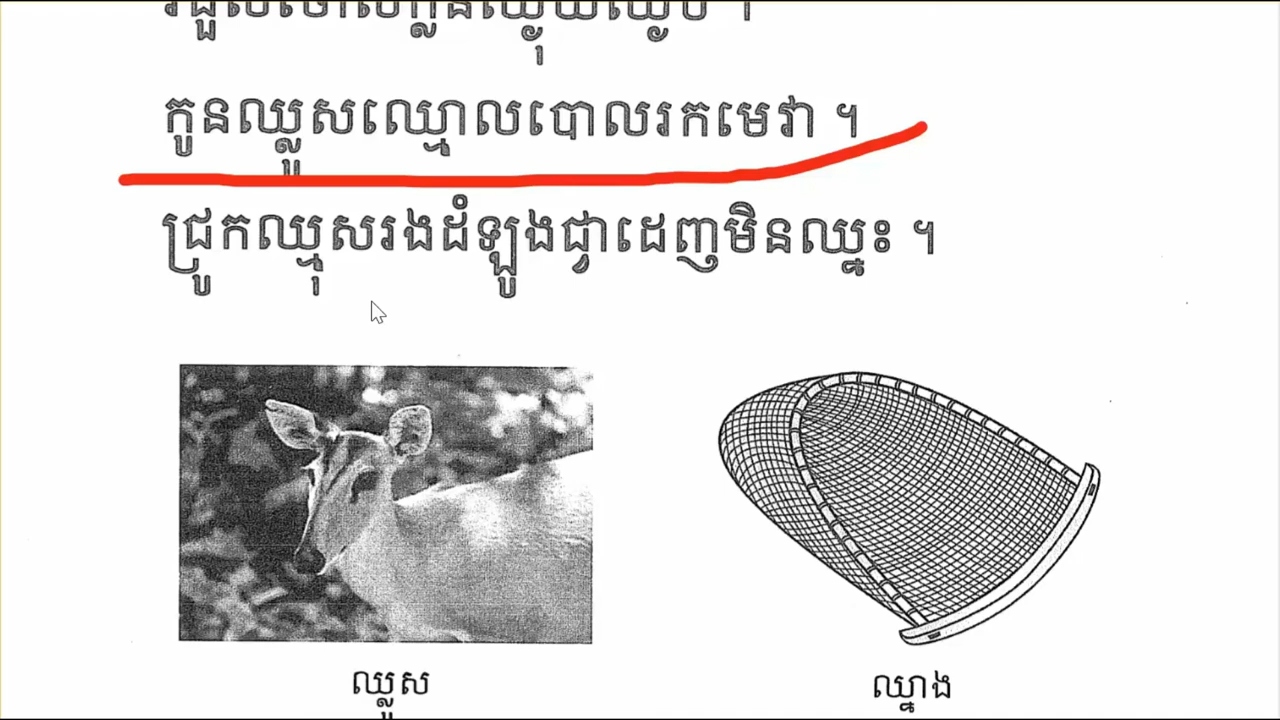 កូនឈ្លូសឈ្មោលបោលរកមេវា ។
ជ្រូកឈ្មុសរងដំឡូងជ្វាដេញមិនឈ្នះ ។
ឈ្លូស
ឈ្នាង